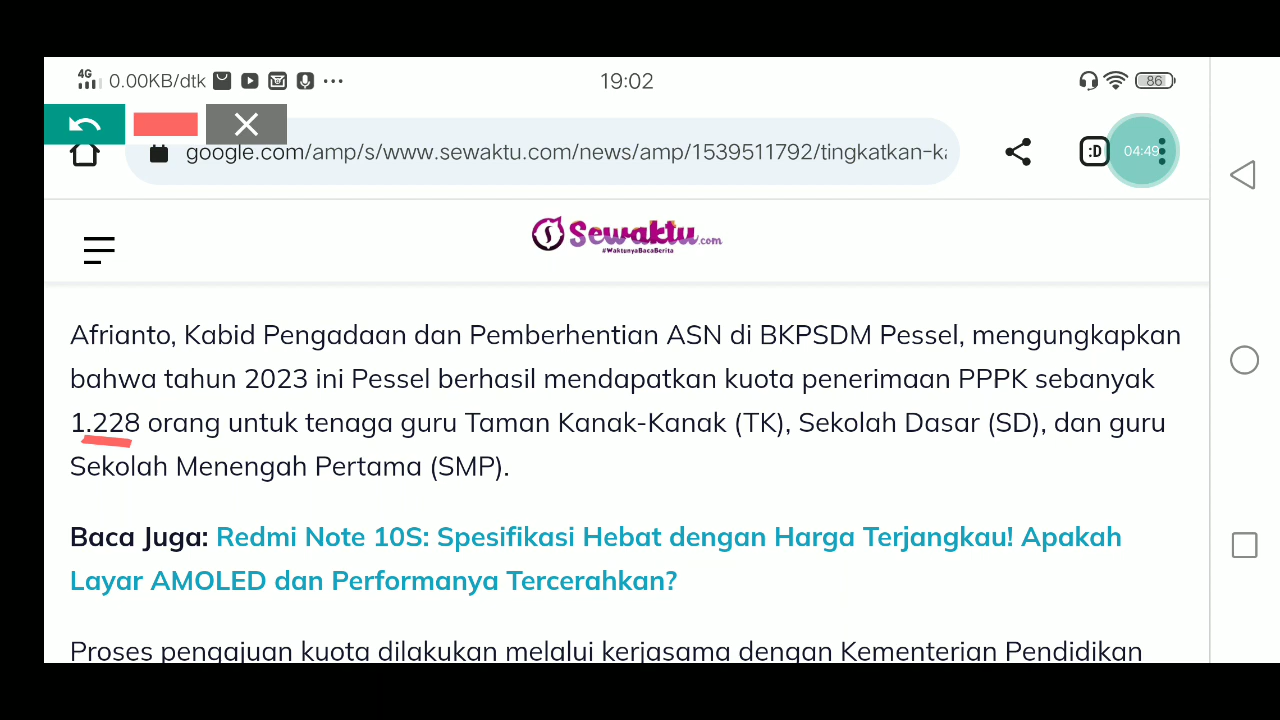 4G 0.00KB/dtk ... 19:02 86
google.com/amp/s/www.sewaktu.com/news/amp/1539511792/tingkatkan-ka
:D 04:49
Sewaktu.com
#WaktunyaBacaBerita
Afrianto, Kabid Pengadaan dan Pemberhentian ASN di BKPSDM Pessel, mengungkapkan
bahwa tahun 2023 ini Pessel berhasil mendapatkan kuota penerimaan PPPK sebanyak
1.228 orang untuk tenaga guru Taman Kanak-Kanak (TK), Sekolah Dasar (SD), dan guru
Sekolah Menengah Pertama (SMP).
Baca Juga: Redmi Note 10S: Spesifikasi Hebat dengan Harga Terjangkau! Apakah
Layar AMOLED dan Performanya Tercerahkan?
Proses pengajuan kuota dilakukan melalui kerjasama dengan Kementerian Pendidikan